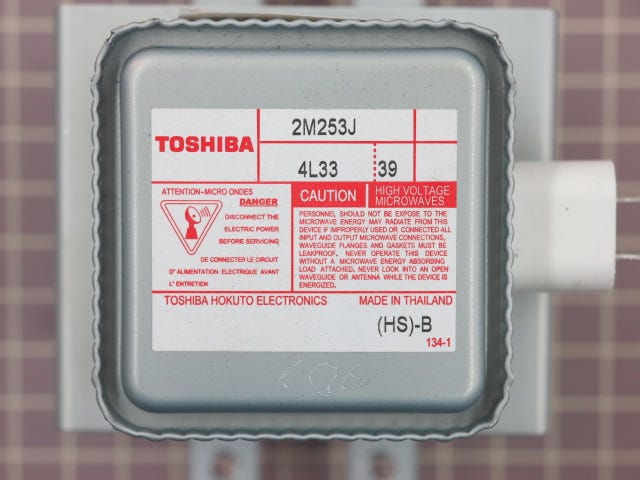 2M253J
TOSHIBA
4L33 39
ATTENTION-MICRO ONDES
DANGER
DISCONNECT THE
ELECTRIC POWER
BEFORE SERVICING
DE CONNECTER LE CIRCUIT
D' ALIMENTATION ELECTRIQUE AVANT
L' ENTRETIEN
CAUTION
HIGH VOLTAGE
MICROWAVES
PERSONNEL SHOULD NOT BE EXPOSE TO THE
MICROWAVE ENERGY MAY RADIATE FROM THIS
DEVICE IF IMPROPERLY USED OR CONNECTED ALL
INPUT AND OUTPUT MICROWAVE CONNECTIONS,
WAVEGUIDE FLANGES AND GASKETS MUST BE
LEAKPROOF. NEVER OPERATE THIS DEVICE
WITHOUT A MICROWAVE ENERGY ABSORBING
LOAD ATTACHED. NEVER LOOK INTO AN OPEN
WAVEGUIDE OR ANTENNA WHILE THE DEVICE IS
ENERGIZED.
TOSHIBA HOKUTO ELECTRONICS MADE IN THAILAND
(HS)-B
134-1